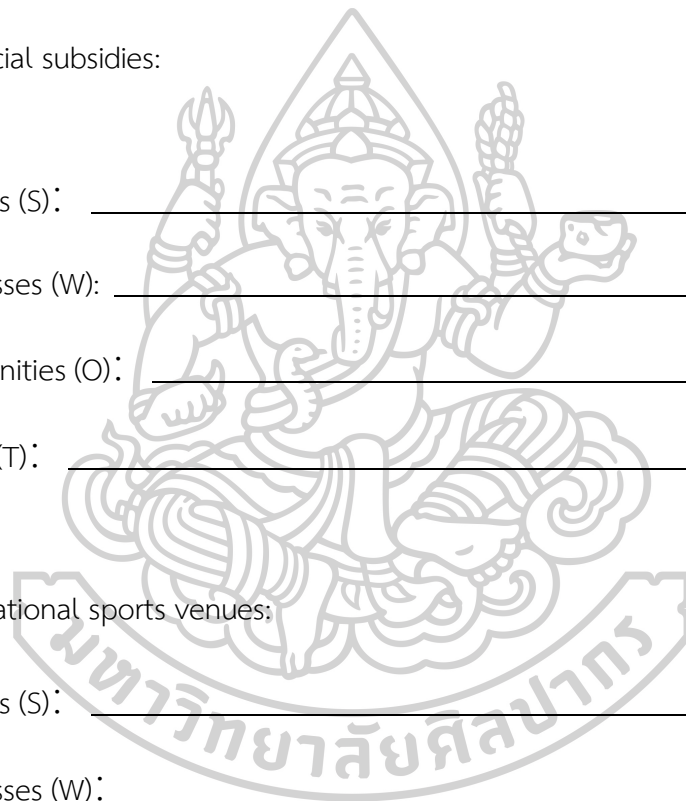 cial subsidies:
s (S):
sses (W):
nities (O):
(T):
ational sports venues:
s (S):
sses (W):
มหาวิทยาลัยศิลปากร